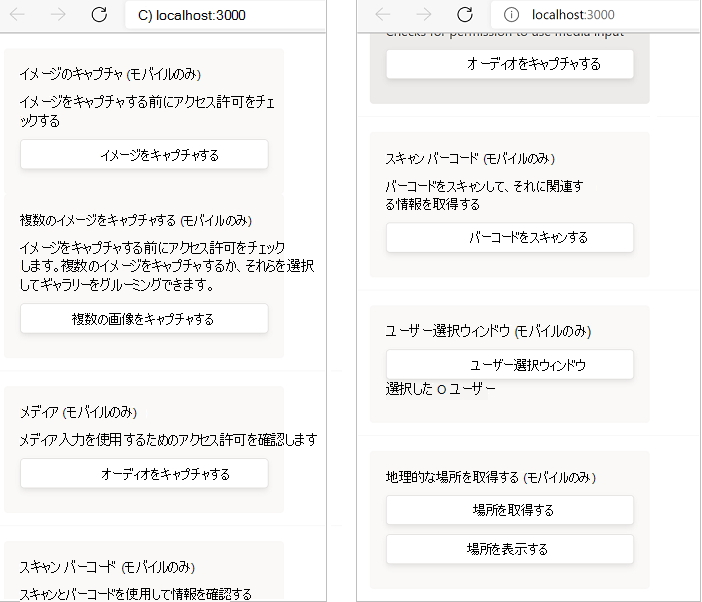 C) localhost:3000
イメージのキャプチャ (モバイルのみ)
イメージをキャプチャする前にアクセス許可をチェ
ックする
イメージをキャプチャする
複数のイメージをキャプチャする (モバイルのみ)
イメージをキャプチャする前にアクセス許可をチェック
します。複数のイメージをキャプチャするか、それらを選択
してギャラリーをグルーミングできます。
複数の画像をキャプチャする
メディア (モバイルのみ)
メディア入力を使用するためのアクセス許可を確認します
オーディオをキャプチャする
スキャン バーコード (モバイルのみ)
スキャンとバーコードを使用して情報を確認する
localhost:3000
Checks for permission to use media input
オーディオをキャプチャする
スキャン バーコード (モバイルのみ)
バーコードをスキャンして、それに関連す
る情報を取得する
バーコードをスキャンする
ユーザー選択ウィンドウ (モバイルのみ)
ユーザー選択ウィンドウ
選択した O ユーザー
地理的な場所を取得する (モバイルのみ)
場所を取得する
場所を表示する